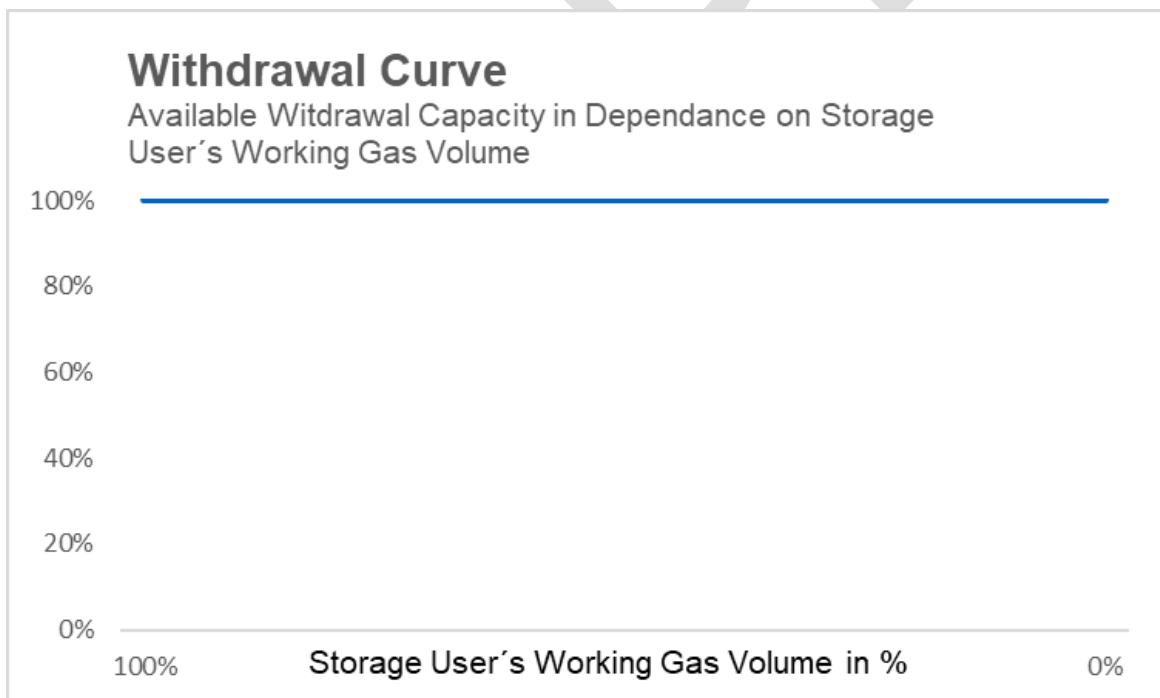 Withdrawal Curve
Available Witdrawal Capacity in Dependance on Storage
User´s Working Gas Volume
100%
80%
60%
40%
20%
0%
100% Storage User´s Working Gas Volume in % 0%